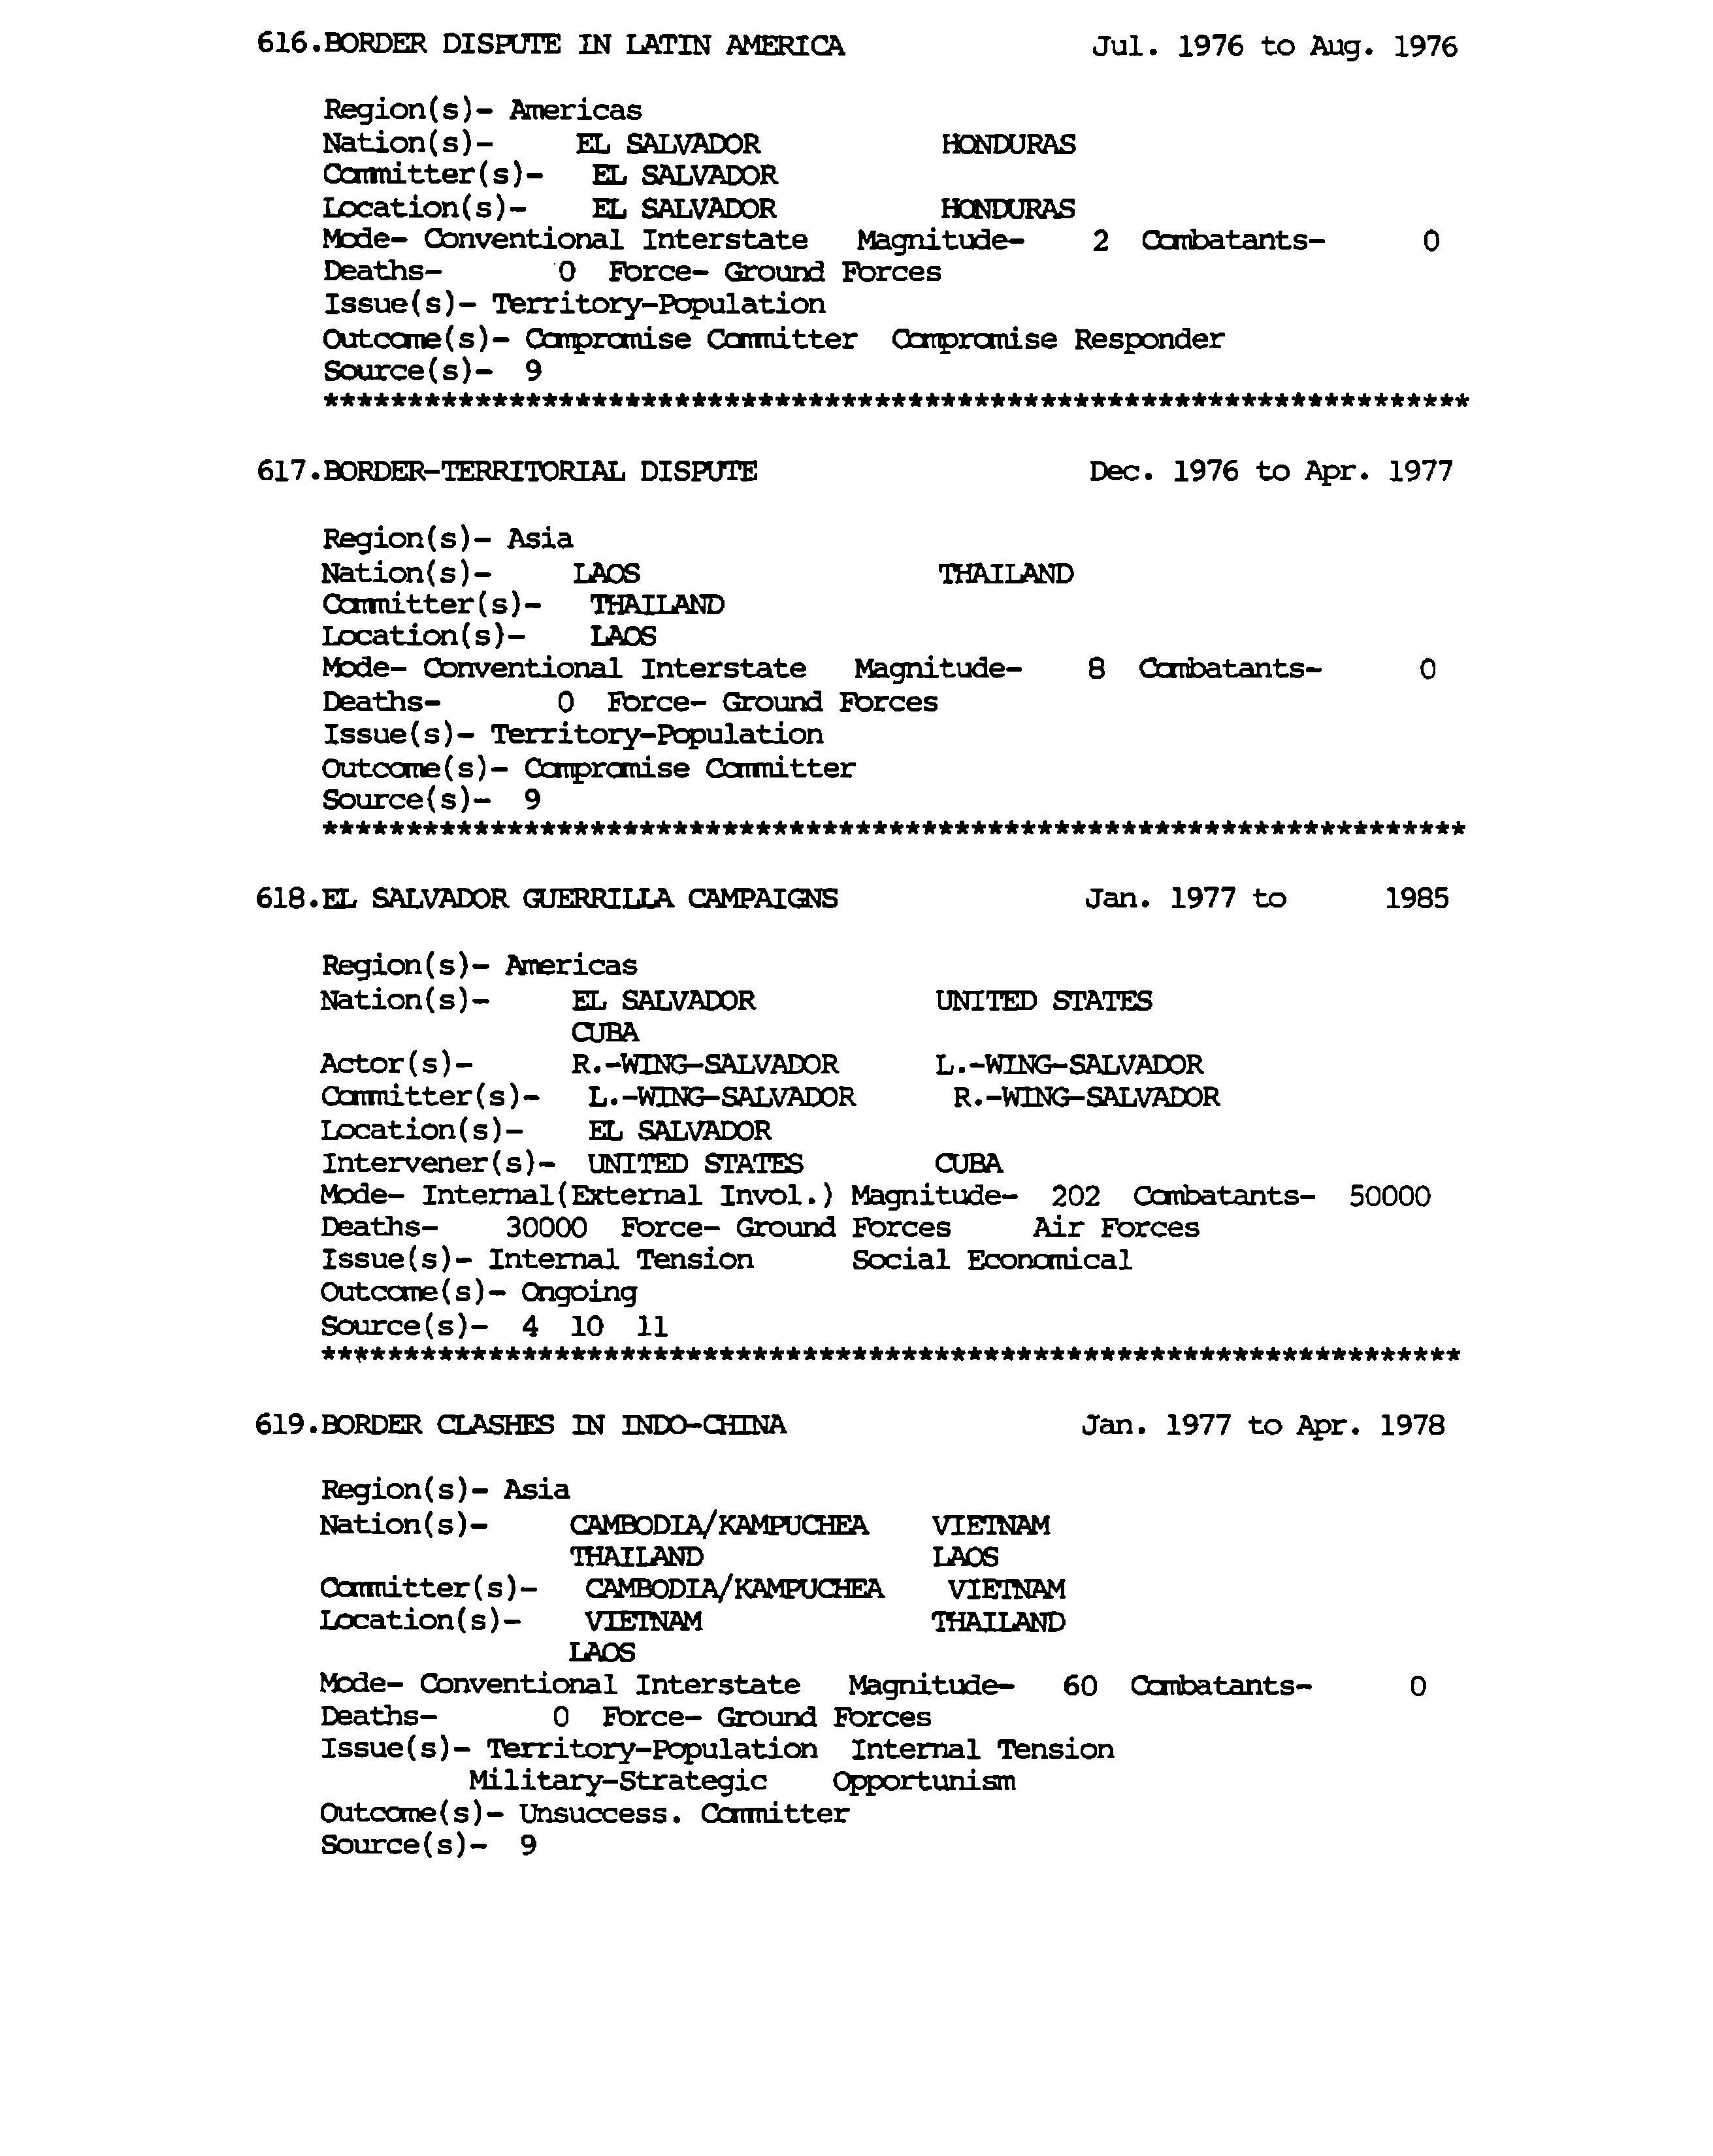 616.BORDER DISPUTE IN LATIN AMERICA Jul. 1976 to Aug. 1976
Region(s)- Americas
Nation(s)- EL SALVADOR HONDURAS
Committer(s)- EL SALVADOR
Location(s)- EL SALVADOR HONDURAS
Mode- Conventional Interstate Magnitude- 2 Combatants- 0
Deaths- 0 Force- Ground Forces
Issue(s)- Territory-Population
Outcome(s)- Compromise Committer Compromise Responder
Source(s)- 9
*********************************************************************
617.BORDER-TERRITORIAL DISPUTE Dec. 1976 to Apr. 1977
Region(s)- Asia
Nation(s)- LAOS THAILAND
Committer(s)- THAILAND
Location(s)- LAOS
Mode- Conventional Interstate Magnitude- 8 Combatants- 0
Deaths- 0 Force- Ground Forces
Issue(s)- Territory-Population
Outcome(s)- Compromise Committer
Source(s)- 9
*********************************************************************
618.EL SALVADOR GUERRILLA CAMPAIGNS Jan. 1977 to 1985
Region(s)- Americas
Nation(s)- EL SALVADOR UNITED STATES
CUBA
Actor(s)- R.-WING-SALVADOR L.-WING-SALVADOR
Committer(s)- L.-WING-SALVADOR R.-WING-SALVADOR
Location(s)- EL SALVADOR
Intervener(s)- UNITED STATES CUBA
Mode- Internal(External Invol.) Magnitude- 202 Combatants- 50000
Deaths- 30000 Force- Ground Forces Air Forces
Issue(s)- Internal Tension Social Economical
Outcome(s)- Ongoing
Source(s)- 4 10 11
*********************************************************************
619.BORDER CLASHES IN INDO-CHINA Jan. 1977 to Apr. 1978
Region(s)- Asia
Nation(s)- CAMBODIA/KAMPUCHEA VIETNAM
THAILAND LAOS
Committer(s)- CAMBODIA/KAMPUCHEA VIETNAM
Location(s)- VIETNAM THAILAND
LAOS
Mode- Conventional Interstate Magnitude- 60 Combatants- 0
Deaths- 0 Force- Ground Forces
Issue(s)- Territory-Population Internal Tension
Military-Strategic Opportunism
Outcome(s)- Unsuccess. Committer
Source(s)- 9